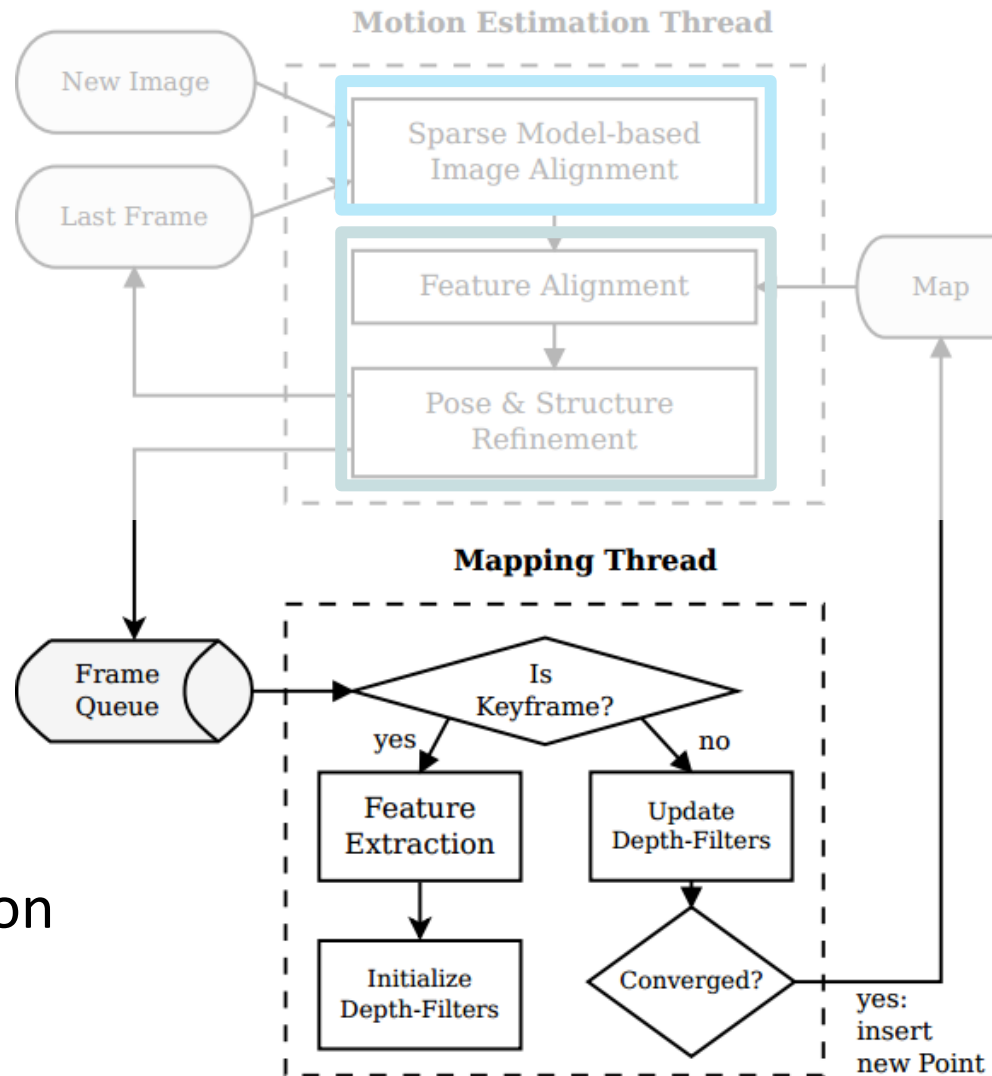 Motion Estimation Thread
New Image
Sparse Model-based
Image Alignment
Last Frame
Feature Alignment
Map
Pose & Structure
Refinement
Mapping Thread
Frame
Queue
Is
Keyframe?
yes
no
Feature
Extraction
Update
Depth-Filters
on
Initialize
Depth-Filters
Converged?
yes:
insert
new Point